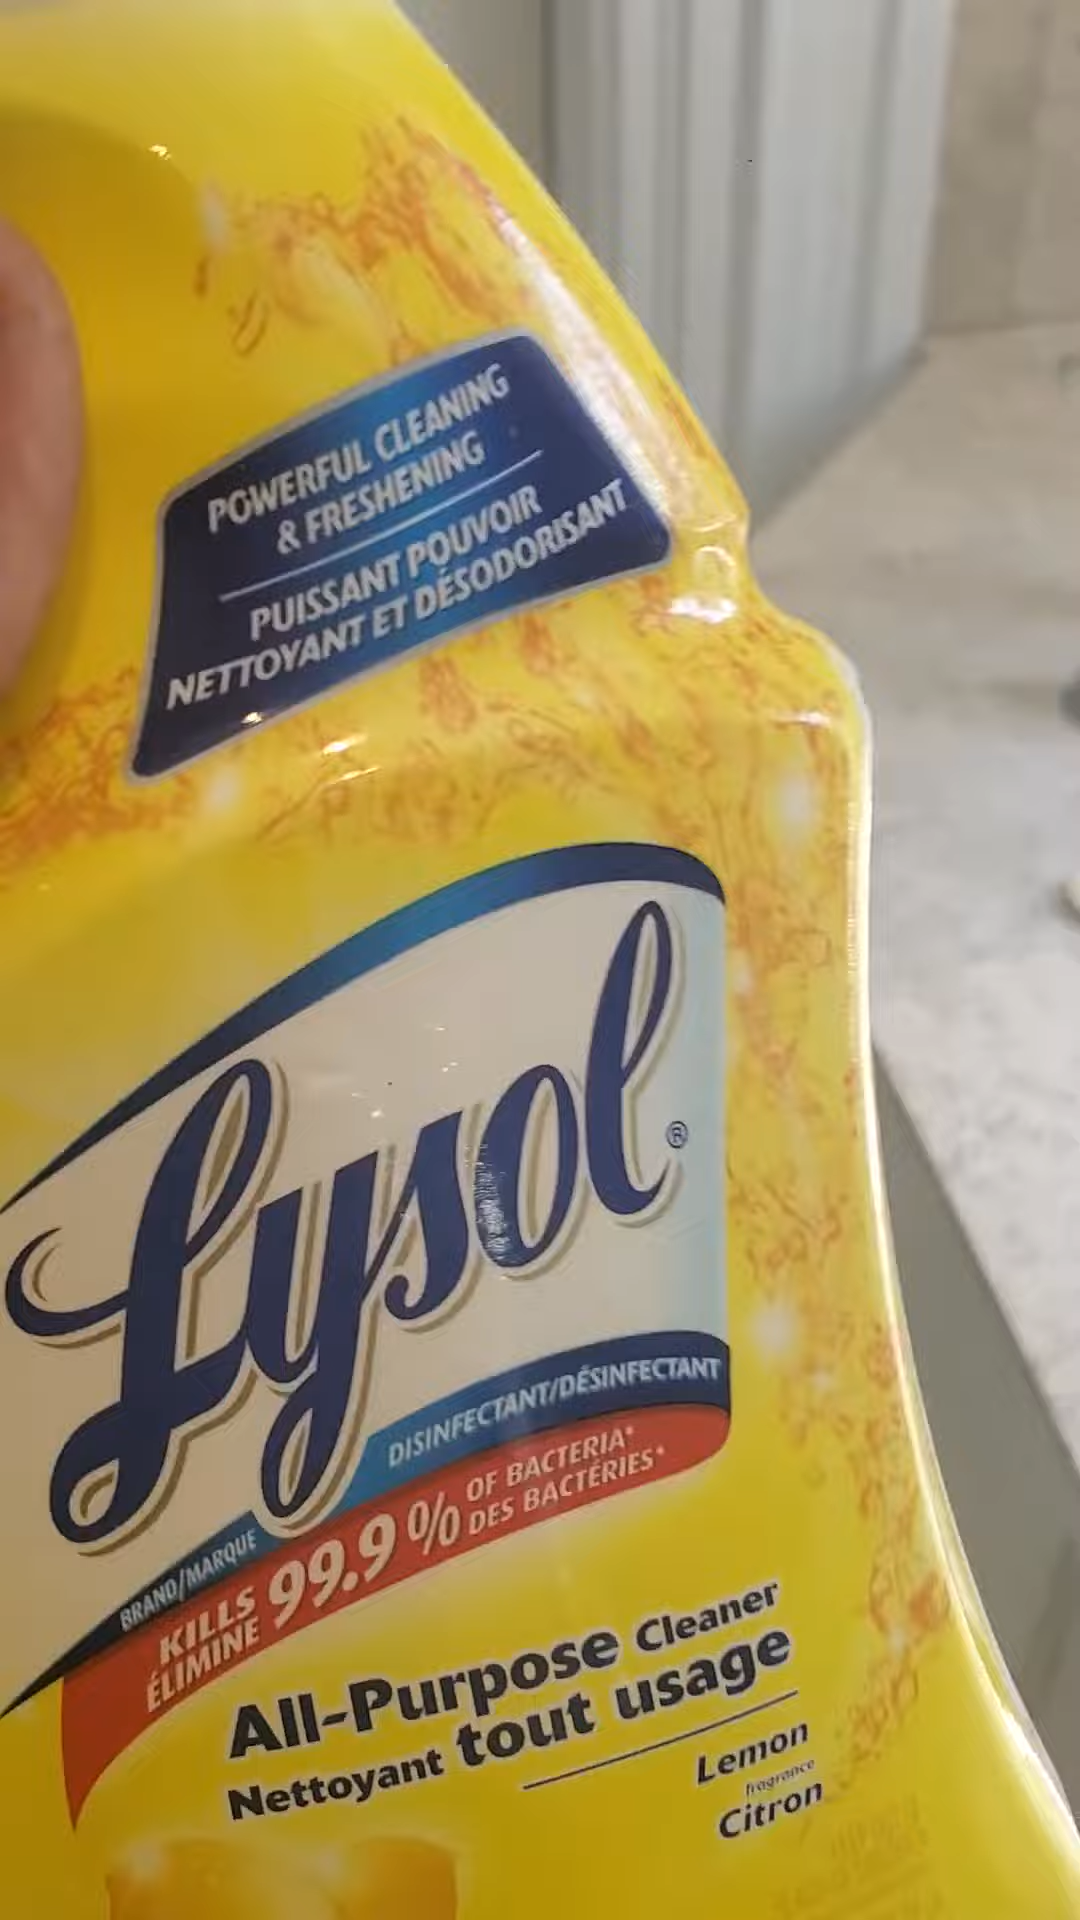 POWERFUL CLEANING
& FRESHENING
PUISSANT POUVOIR
NETTOYANT ET DÉSODORISANT
Lysol®
BRAND/MARQUE
DISINFECTANT/DÉSINFECTANT
KILLS
ÉLIMINE
99.9 %
OF BACTERIA*
DES BACTÉRIES*
All-Purpose Cleaner
Nettoyant tout usage
Lemon
fragrance
Citron